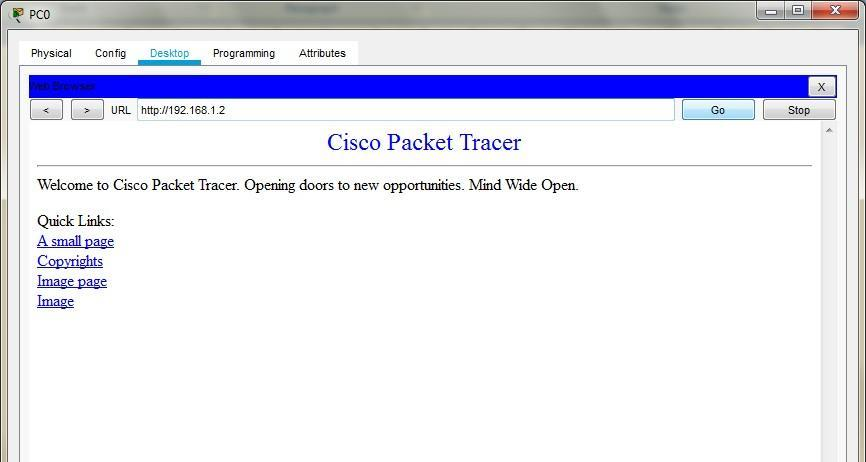 PC0
Physical Config Desktop Programming Attributes
Web Browser X
< > URL http://192.168.1.2 Go Stop
Cisco Packet Tracer
Welcome to Cisco Packet Tracer. Opening doors to new opportunities. Mind Wide Open.
Quick Links:
A small page
Copyrights
Image page
Image